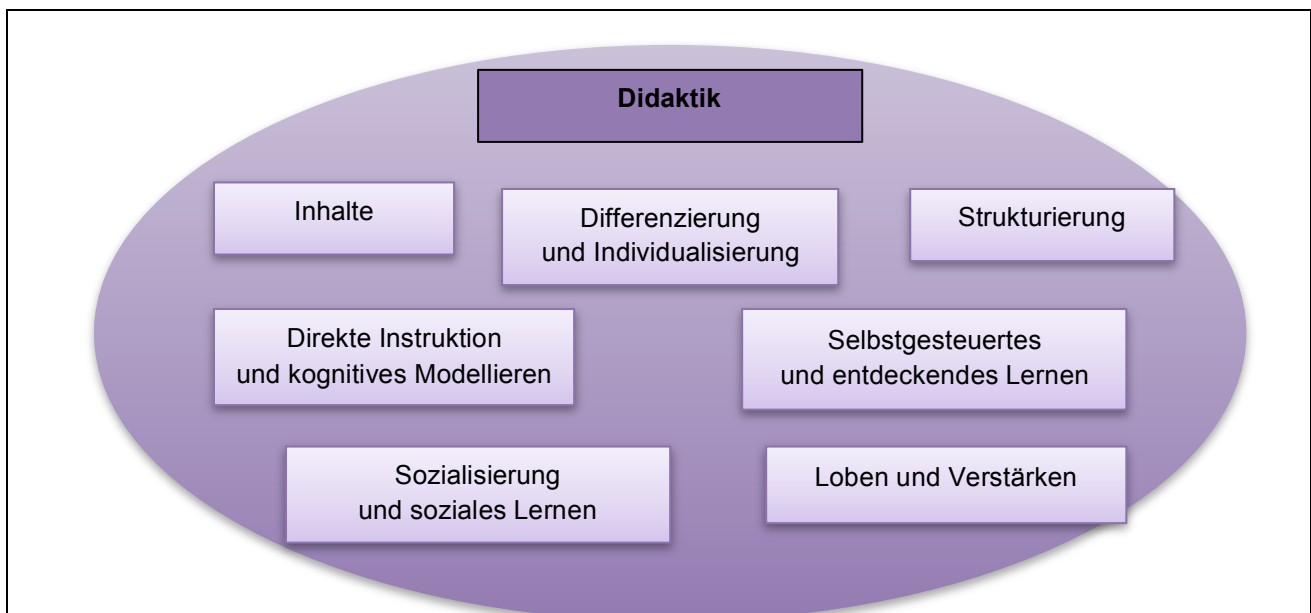 Didaktik
Inhalte
Differenzierung
und Individualisierung
Strukturierung
Direkte Instruktion
und kognitives Modellieren
Selbstgesteuertes
und entdeckendes Lernen
Sozialisierung
und soziales Lernen
Loben und Verstärken